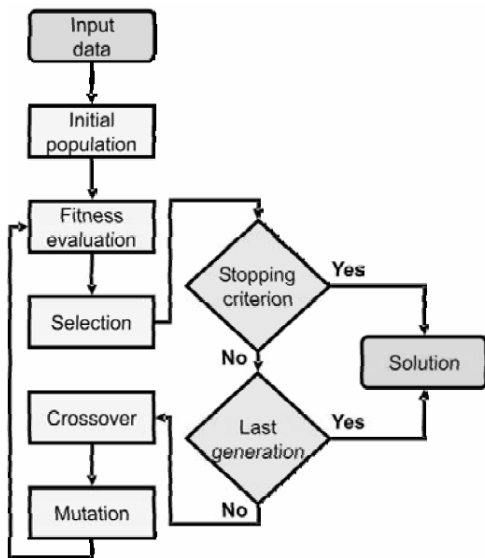 Input
data
Initial
population
Fitness
evaluation
Selection
Stopping
criterion
Yes
No
Solution
Crossover
Last
generation
Yes
No
Mutation